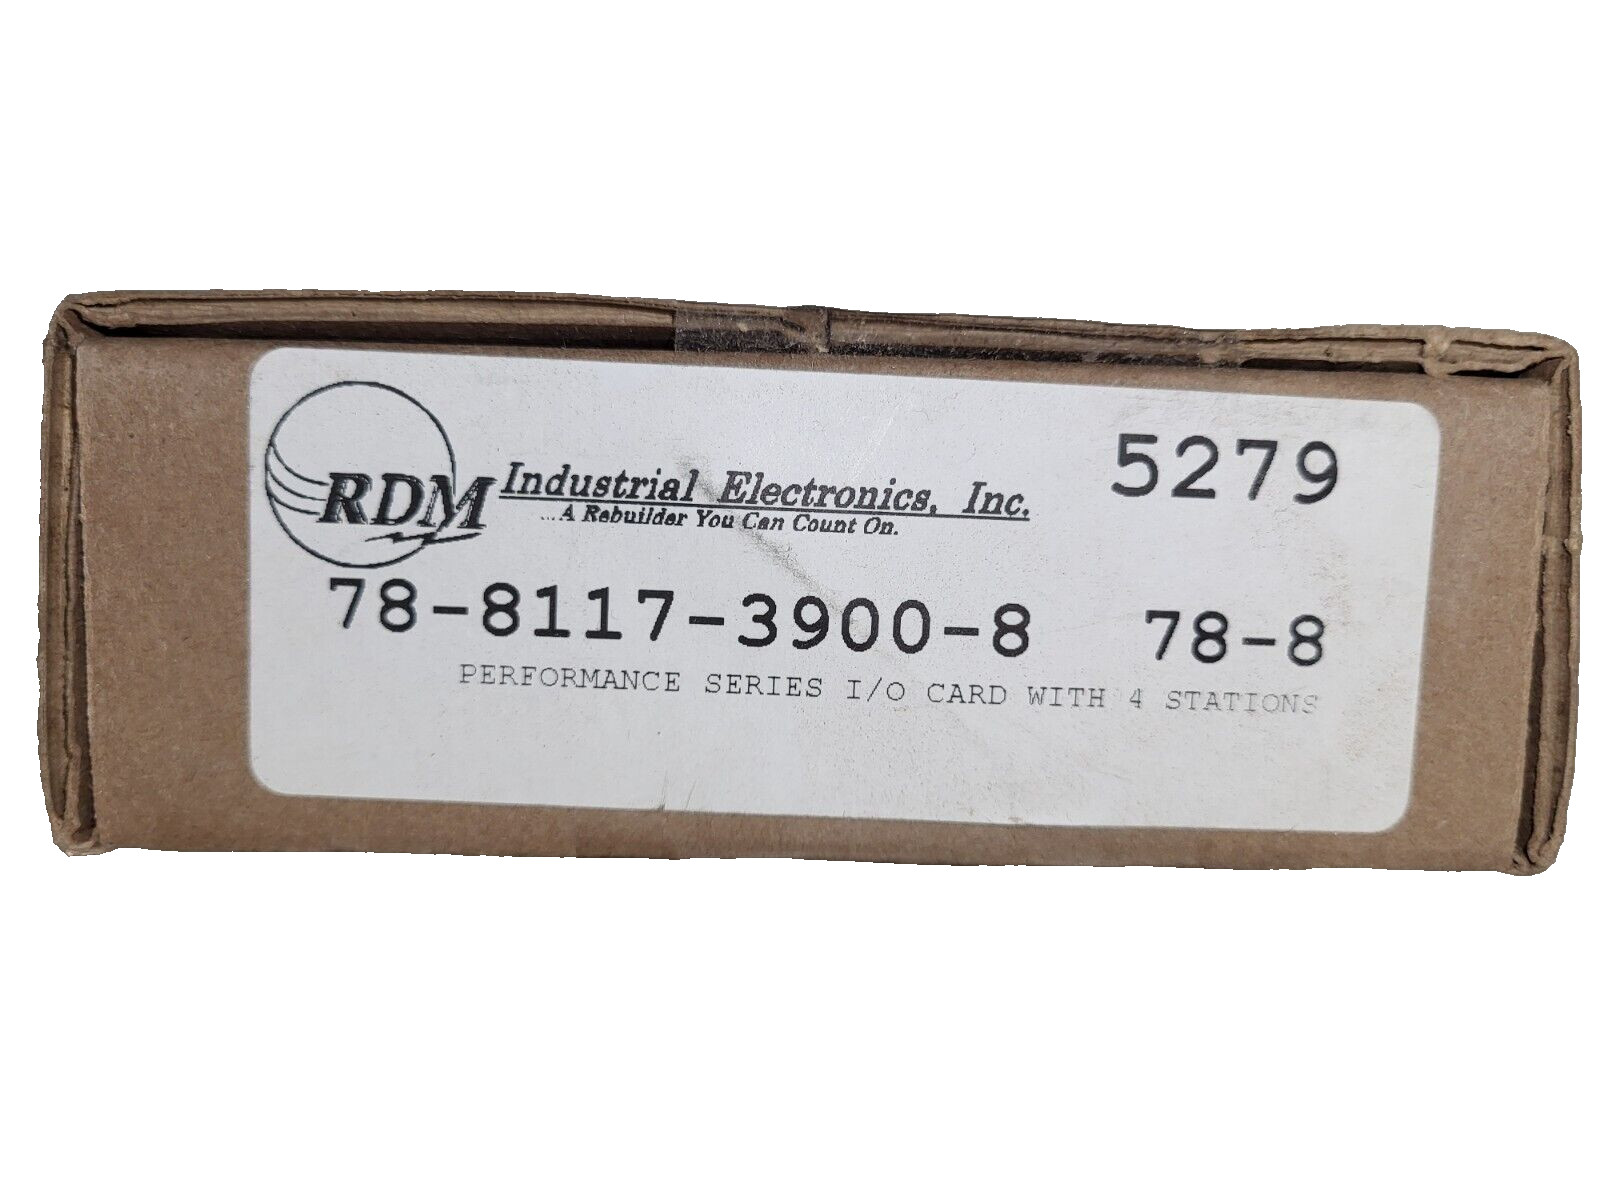 RDM Industrial Electronics, Inc. 5279
...A Rebuilder You Can Count On.
78-8117-3900-8 78-8
PERFORMANCE SERIES I/O CARD WITH 4 STATIONS